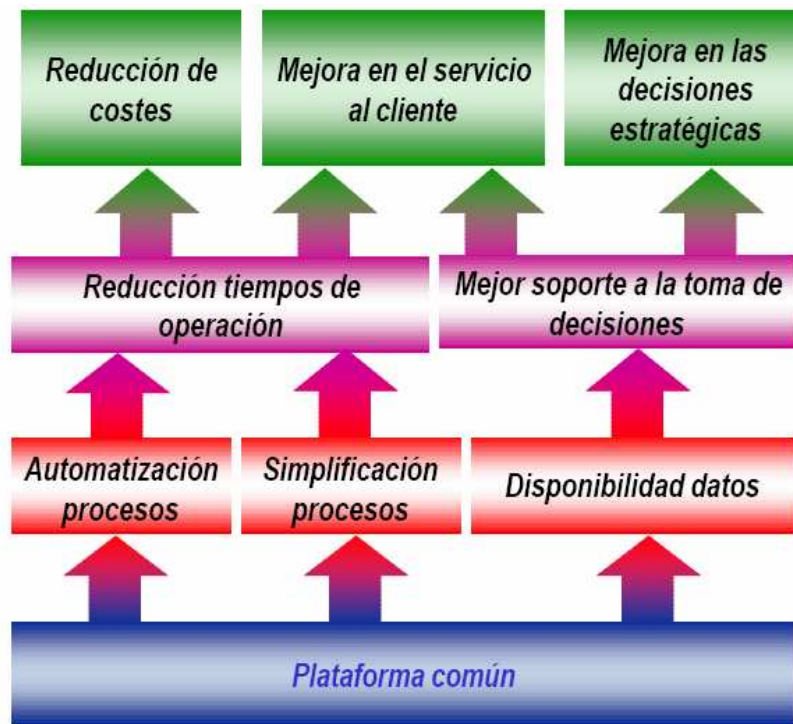 Reducción de
costes
Mejora en el servicio
al cliente
Mejora en las
decisiones
estratégicas
Reducción tiempos de
operación
Mejor soporte a la toma de
decisiones
Automatización
procesos
Simplificación
procesos
Disponibilidad datos
Plataforma común